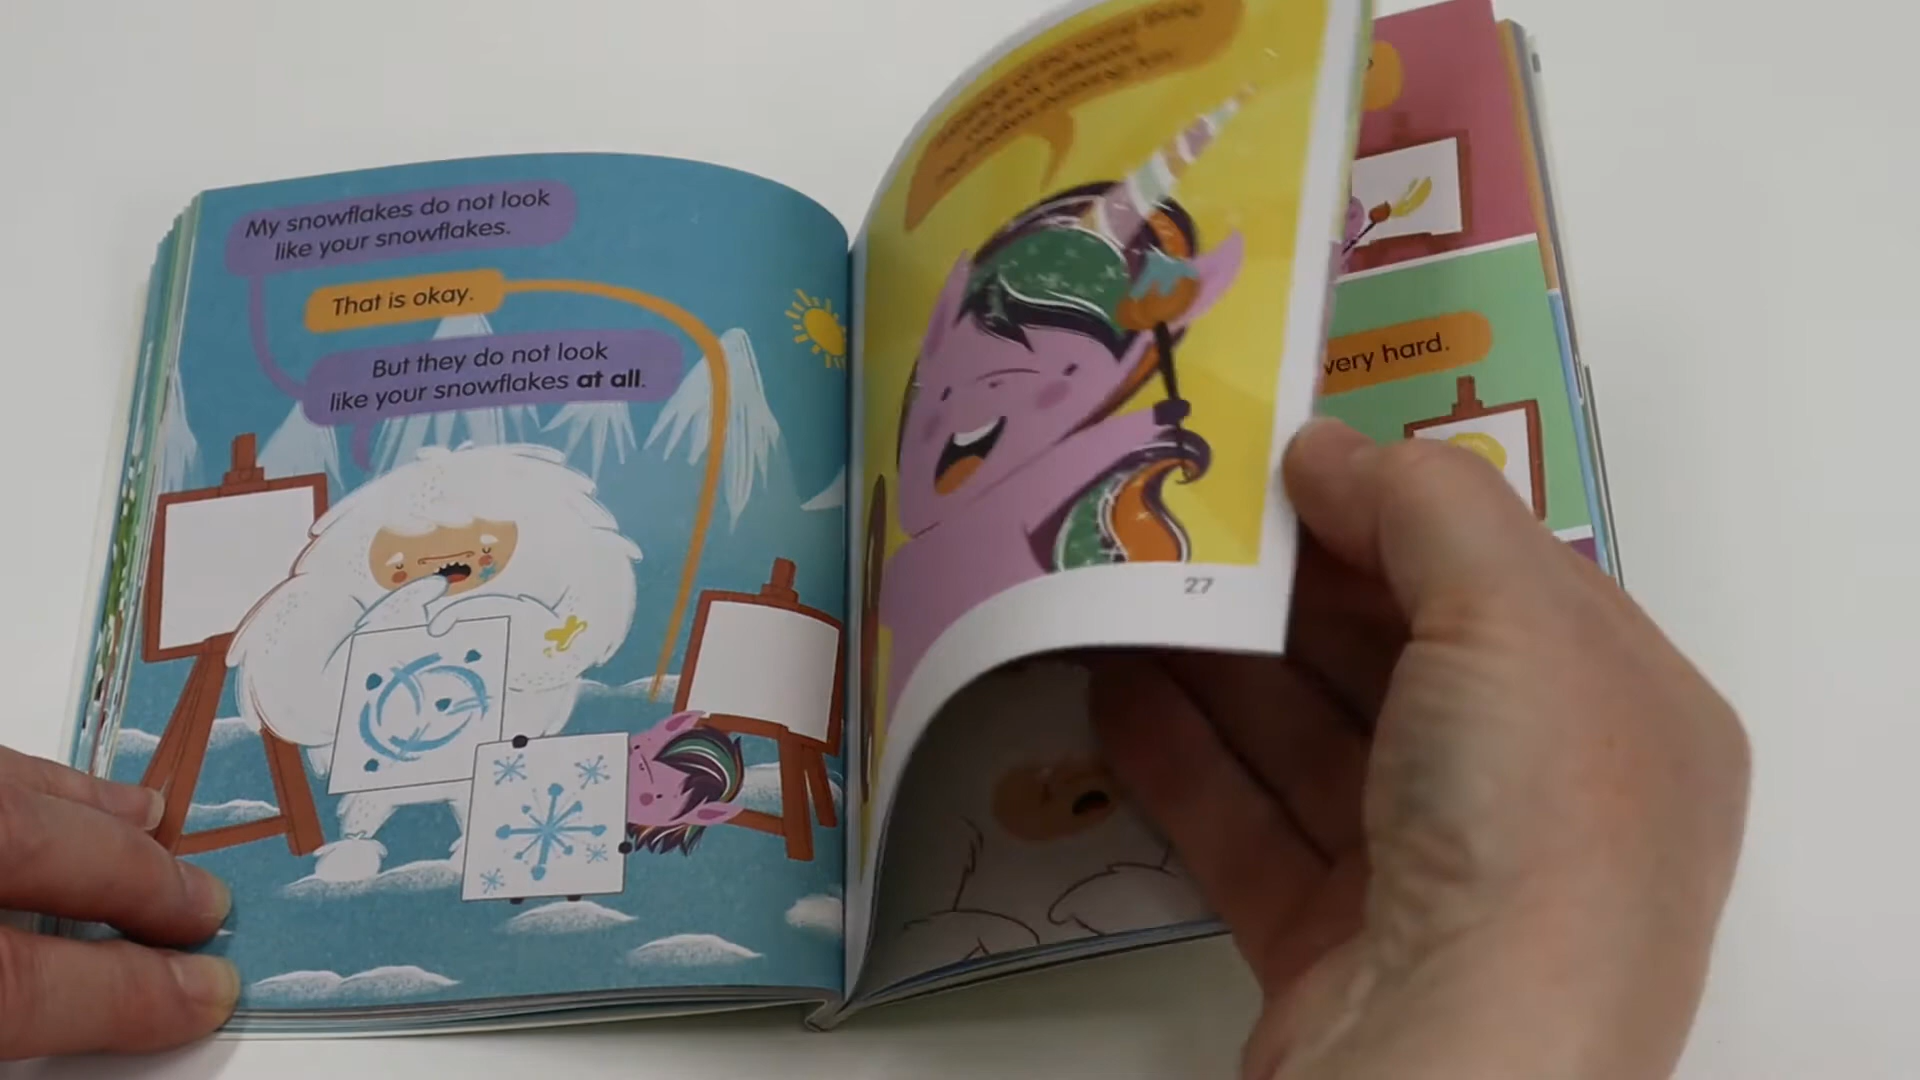 My snowflakes do not look
like your snowflakes.
That is okay.
But they do not look
like your snowflakes at all.
very hard.
27